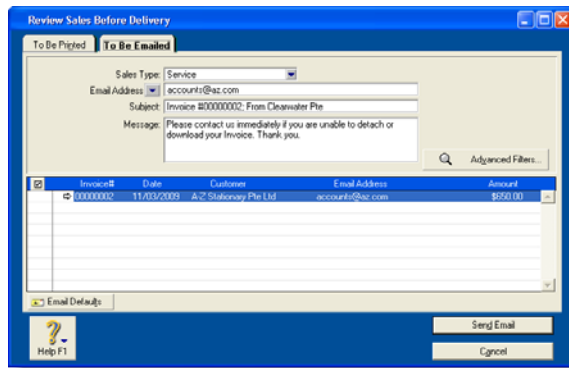 Review Sales Before Delivery
To Be Printed
To Be Emailed
Sales Type: Service
Email Address accounts@az.com
Subject: Invoice #00000002; From Clearwater Pte
Message: Please contact us immediately if you are unable to detach or
download your Invoice. Thank you.
Advanced Filters...
Invoice# Date Customer Email Address Amount
00000002 11/03/2009 A-Z Stationary Pte Ltd accounts@az.com $650.00
Email Defaults
Send Email
Help F1
Cancel